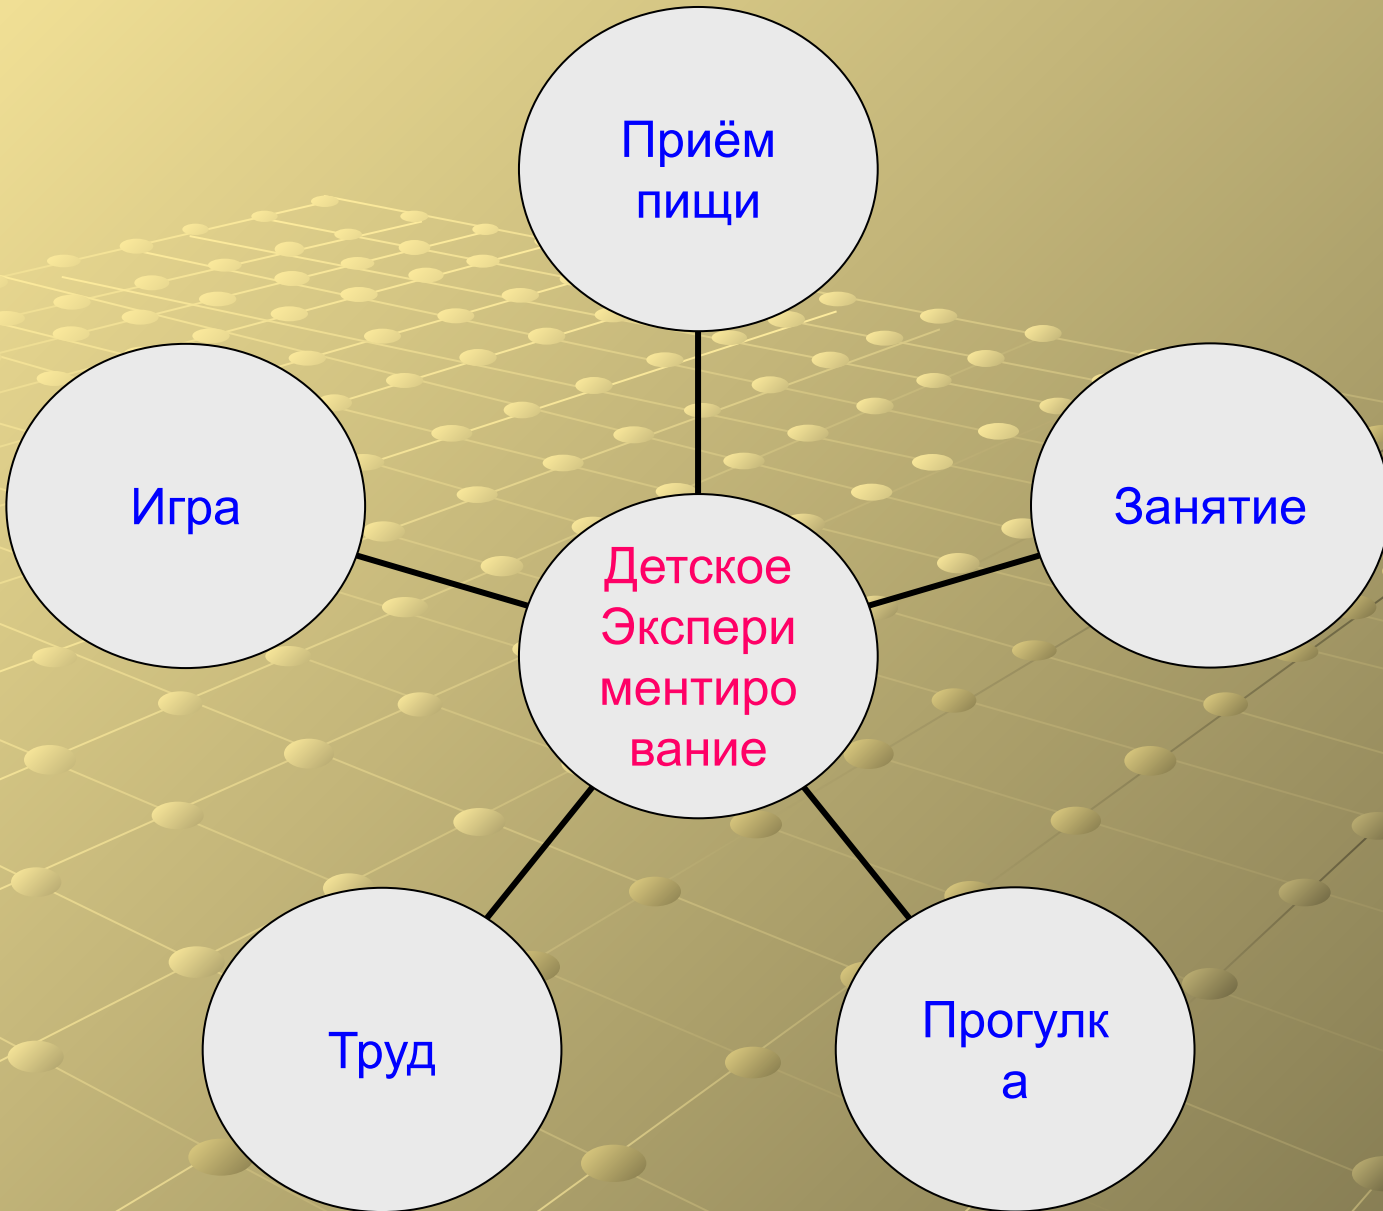 Приём
пищи
Игра
Занятие
Детское
Экспери
ментиро
вание
Труд
Прогулк
а